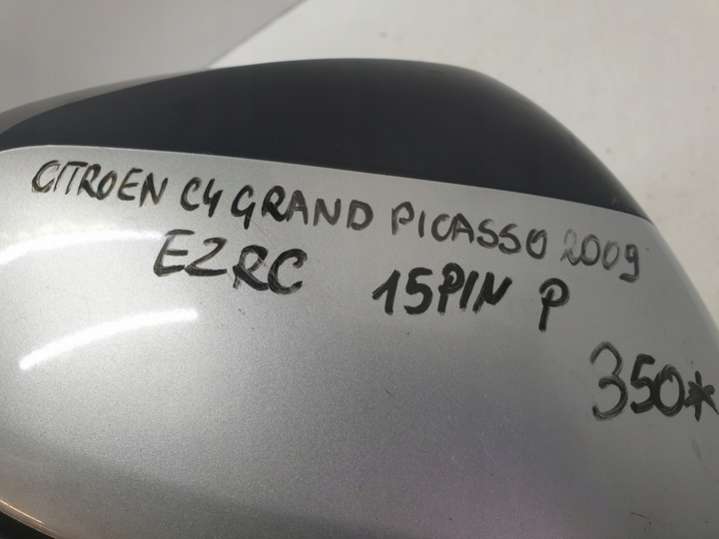 CITROEN C4 GRAND PICASSO 2009
EZRC 15PIN P
350*